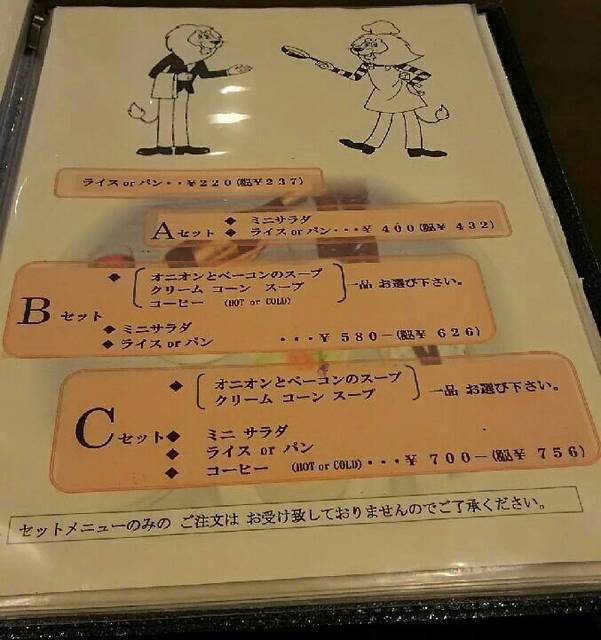 ライス or パン・・￥220(税￥237)
Aセット ◆ ミニサラダ
◆ ライス or パン・・・￥ 400(税￥ 432)
B セット
◆ オニオンとベーコンのスープ
クリーム コーン スープ
コーヒー (HOT or COLD)
一品 お選び下さい。
◆ ミニサラダ
◆ ライス or パン ・・・￥ 580-(税￥ 626)
C セット
◆ オニオンとベーコンのスープ
クリーム コーン スープ
一品 お選び下さい。
◆ ミニ サラダ
◆ ライス or パン
◆ コーヒー (HOT or COLD)・・・￥ 700-(税￥ 756)
セットメニューのみの ご注文は お受け致しておりませんのでご了承ください。